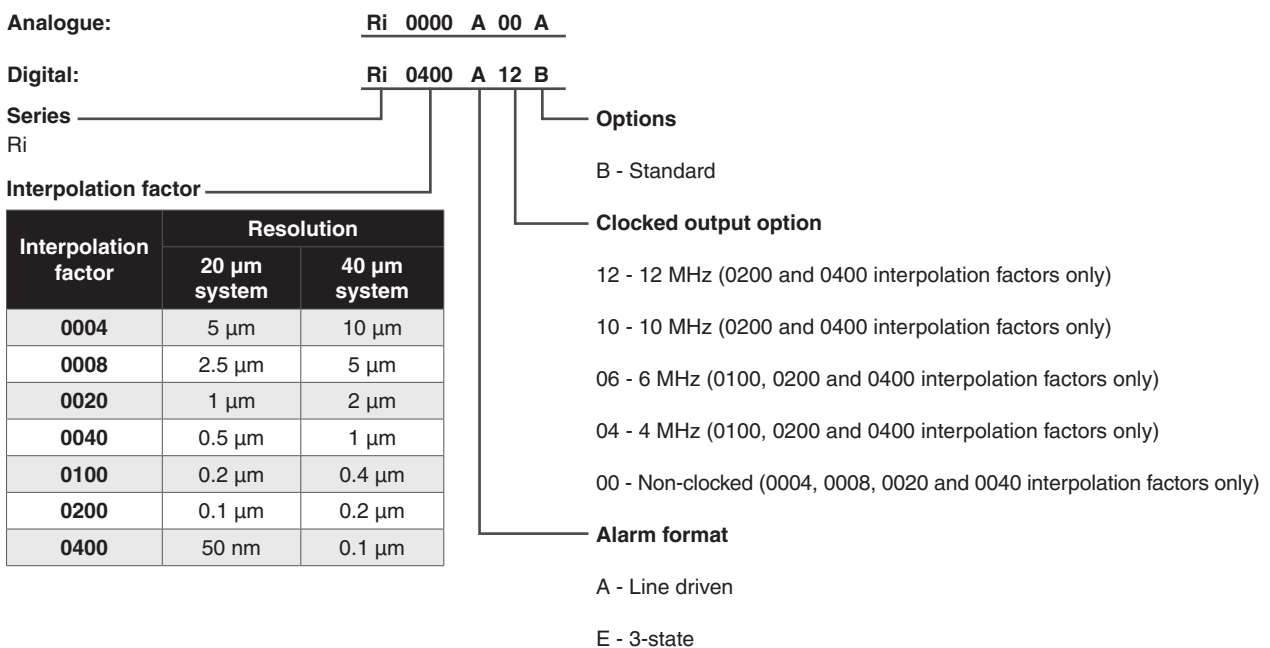 Analogue: Ri 0000 A 00 A
Digital: Ri 0400 A 12 B
Series
Ri
Interpolation factor
Interpolation factor Resolution
20 µm system 40 µm system
0004 5 µm 10 µm
0008 2.5 µm 5 µm
0020 1 µm 2 µm
0040 0.5 µm 1 µm
0100 0.2 µm 0.4 µm
0200 0.1 µm 0.2 µm
0400 50 nm 0.1 µm
Options
B - Standard
Clocked output option
12 - 12 MHz (0200 and 0400 interpolation factors only)
10 - 10 MHz (0200 and 0400 interpolation factors only)
06 - 6 MHz (0100, 0200 and 0400 interpolation factors only)
04 - 4 MHz (0100, 0200 and 0400 interpolation factors only)
00 - Non-clocked (0004, 0008, 0020 and 0040 interpolation factors only)
Alarm format
A - Line driven
E - 3-state